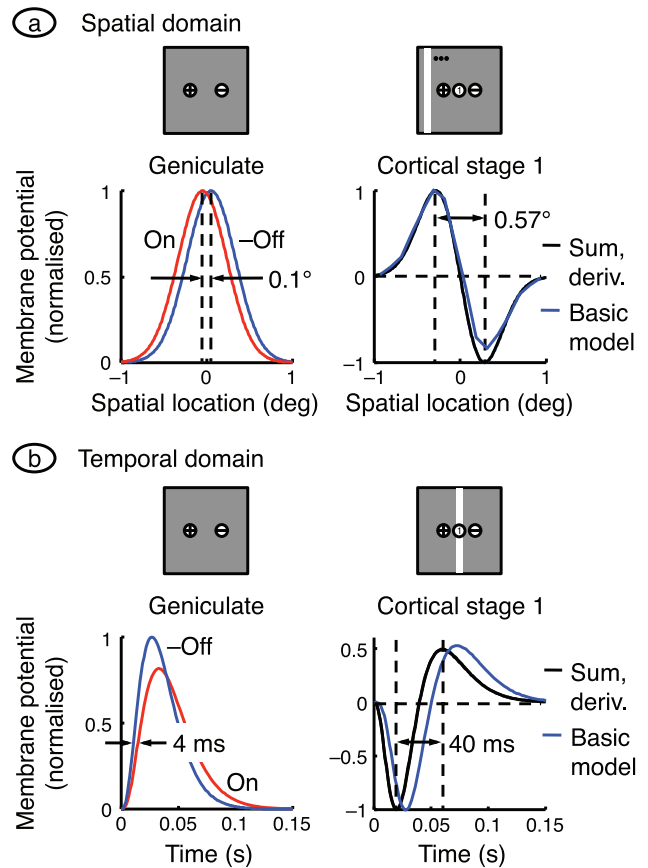 a Spatial domain
+ −
+ 1 −
Geniculate
Cortical stage 1
Membrane potential
(normalised)
1
0.5
0
On
–Off
0.1°
−1 0 1
Spatial location (deg)
1
0
−1
0.57°
Sum,
deriv.
Basic
model
−1 0 1
Spatial location (deg)
b Temporal domain
+ −
+ 1 −
Geniculate
Cortical stage 1
Membrane potential
(normalised)
1
0.5
0
–Off
4 ms
On
0 0.05 0.1 0.15
Time (s)
0.5
0
−0.5
−1
40 ms
Sum,
deriv.
Basic
model
0 0.05 0.1 0.15
Time (s)